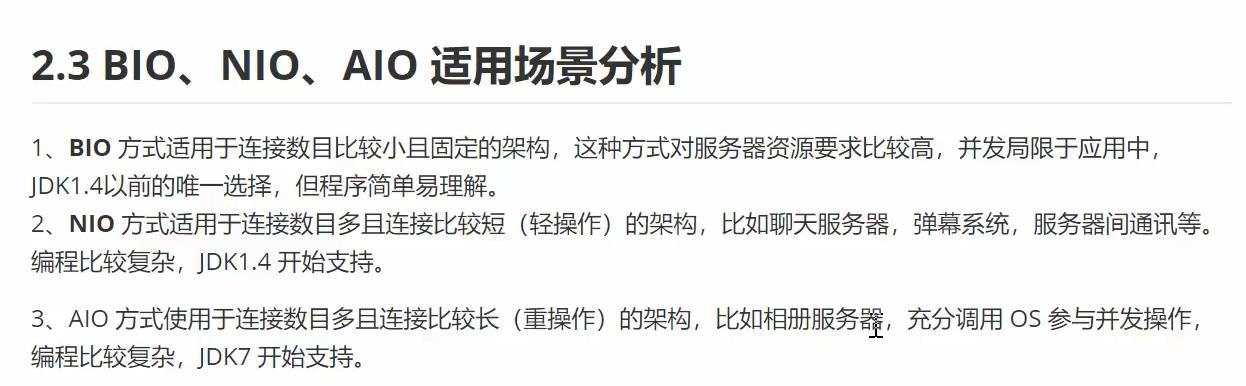 2.3 BIO、NIO、AIO 适用场景分析
1、BIO 方式适用于连接数目比较小且固定的架构，这种方式对服务器资源要求比较高，并发局限于应用中，
JDK1.4以前的唯一选择，但程序简单易理解。
2、NIO 方式适用于连接数目多且连接比较短（轻操作）的架构，比如聊天服务器，弹幕系统，服务器间通讯等。
编程比较复杂，JDK1.4 开始支持。
3、AIO 方式使用于连接数目多且连接比较长（重操作）的架构，比如相册服务器，充分调用 OS 参与并发操作，
编程比较复杂，JDK7 开始支持。